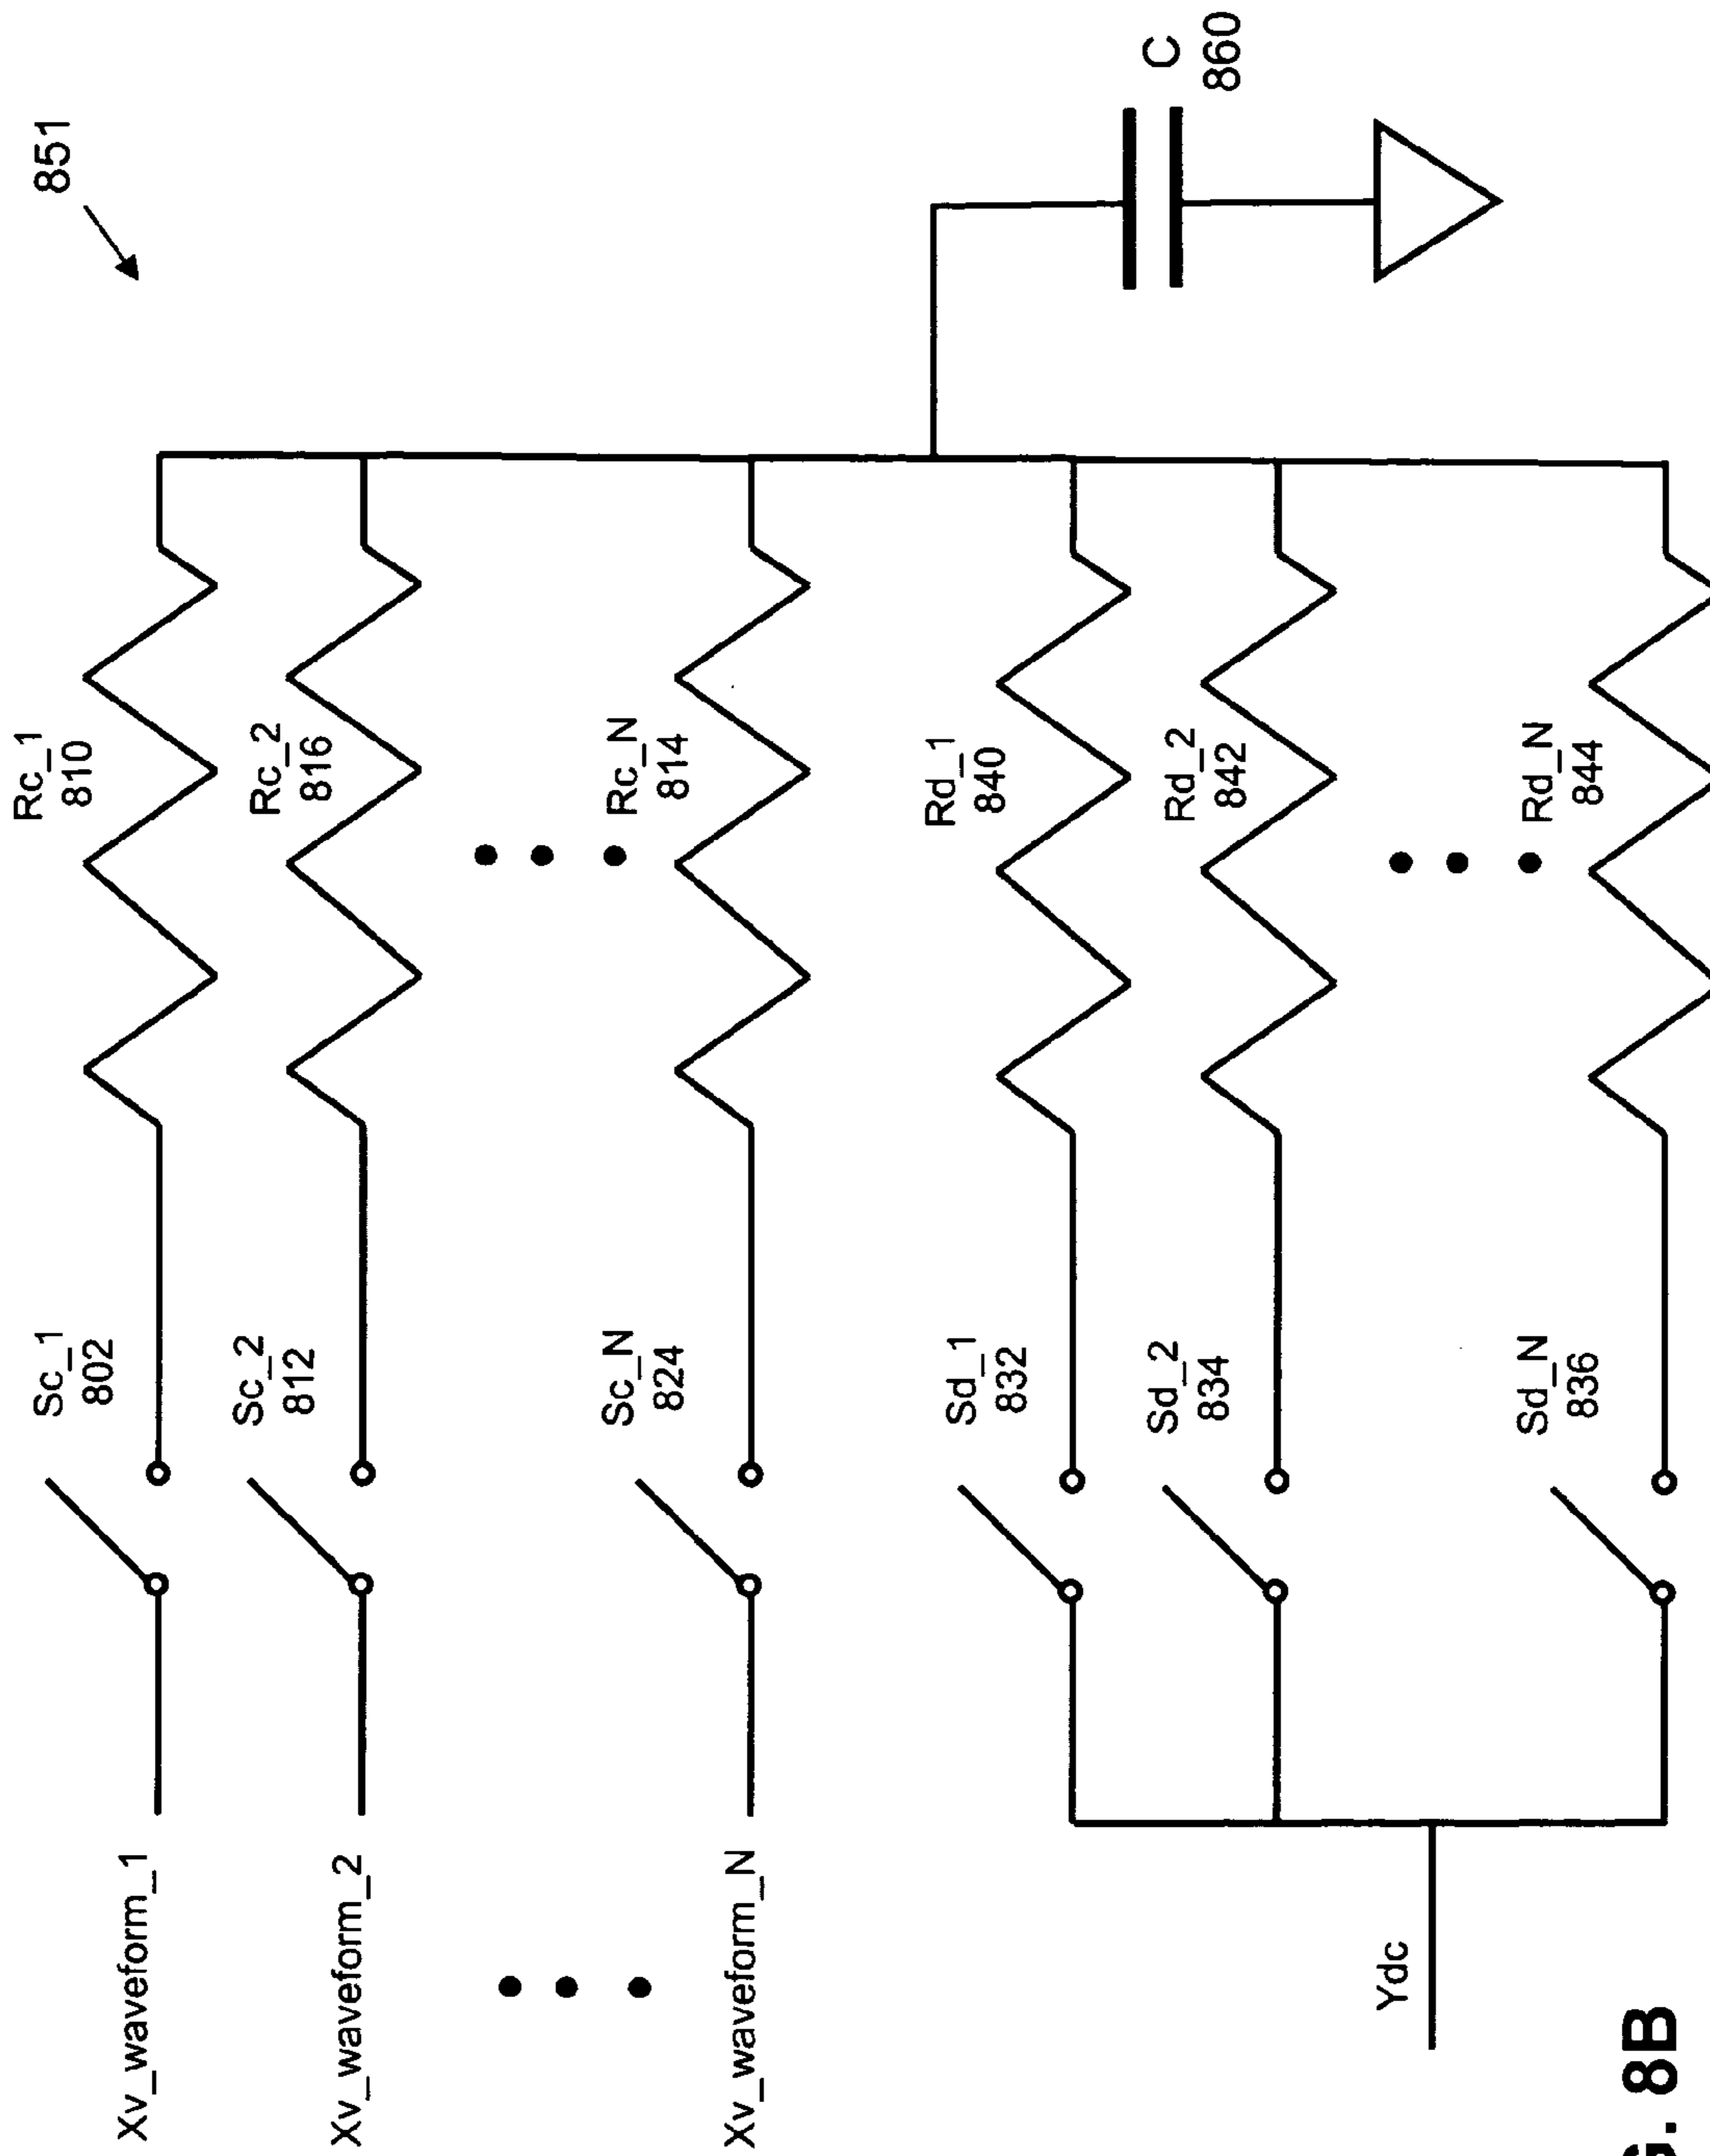 851
Rc_1
810
Sc_1
802
Xv_waveform_1
Rc_2
816
Sc_2
812
Xv_waveform_2
Rc_N
814
Sc_N
824
Xv_waveform_N
Rd_1
840
Sd_1
832
Rd_2
842
Sd_2
834
Rd_N
844
Sd_N
836
Ydc
C
860
8B